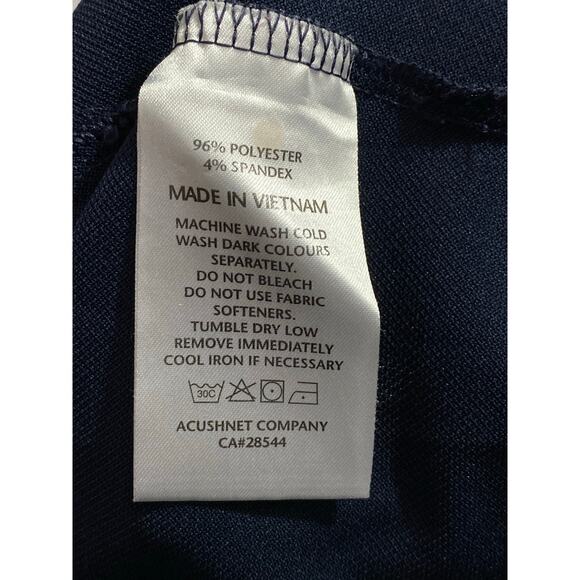 96% POLYESTER
4% SPANDEX
MADE IN VIETNAM
MACHINE WASH COLD
WASH DARK COLOURS
SEPARATELY.
DO NOT BLEACH
DO NOT USE FABRIC
SOFTENERS.
TUMBLE DRY LOW
REMOVE IMMEDIATELY
COOL IRON IF NECESSARY
30C
ACUSHNET COMPANY
CA#28544